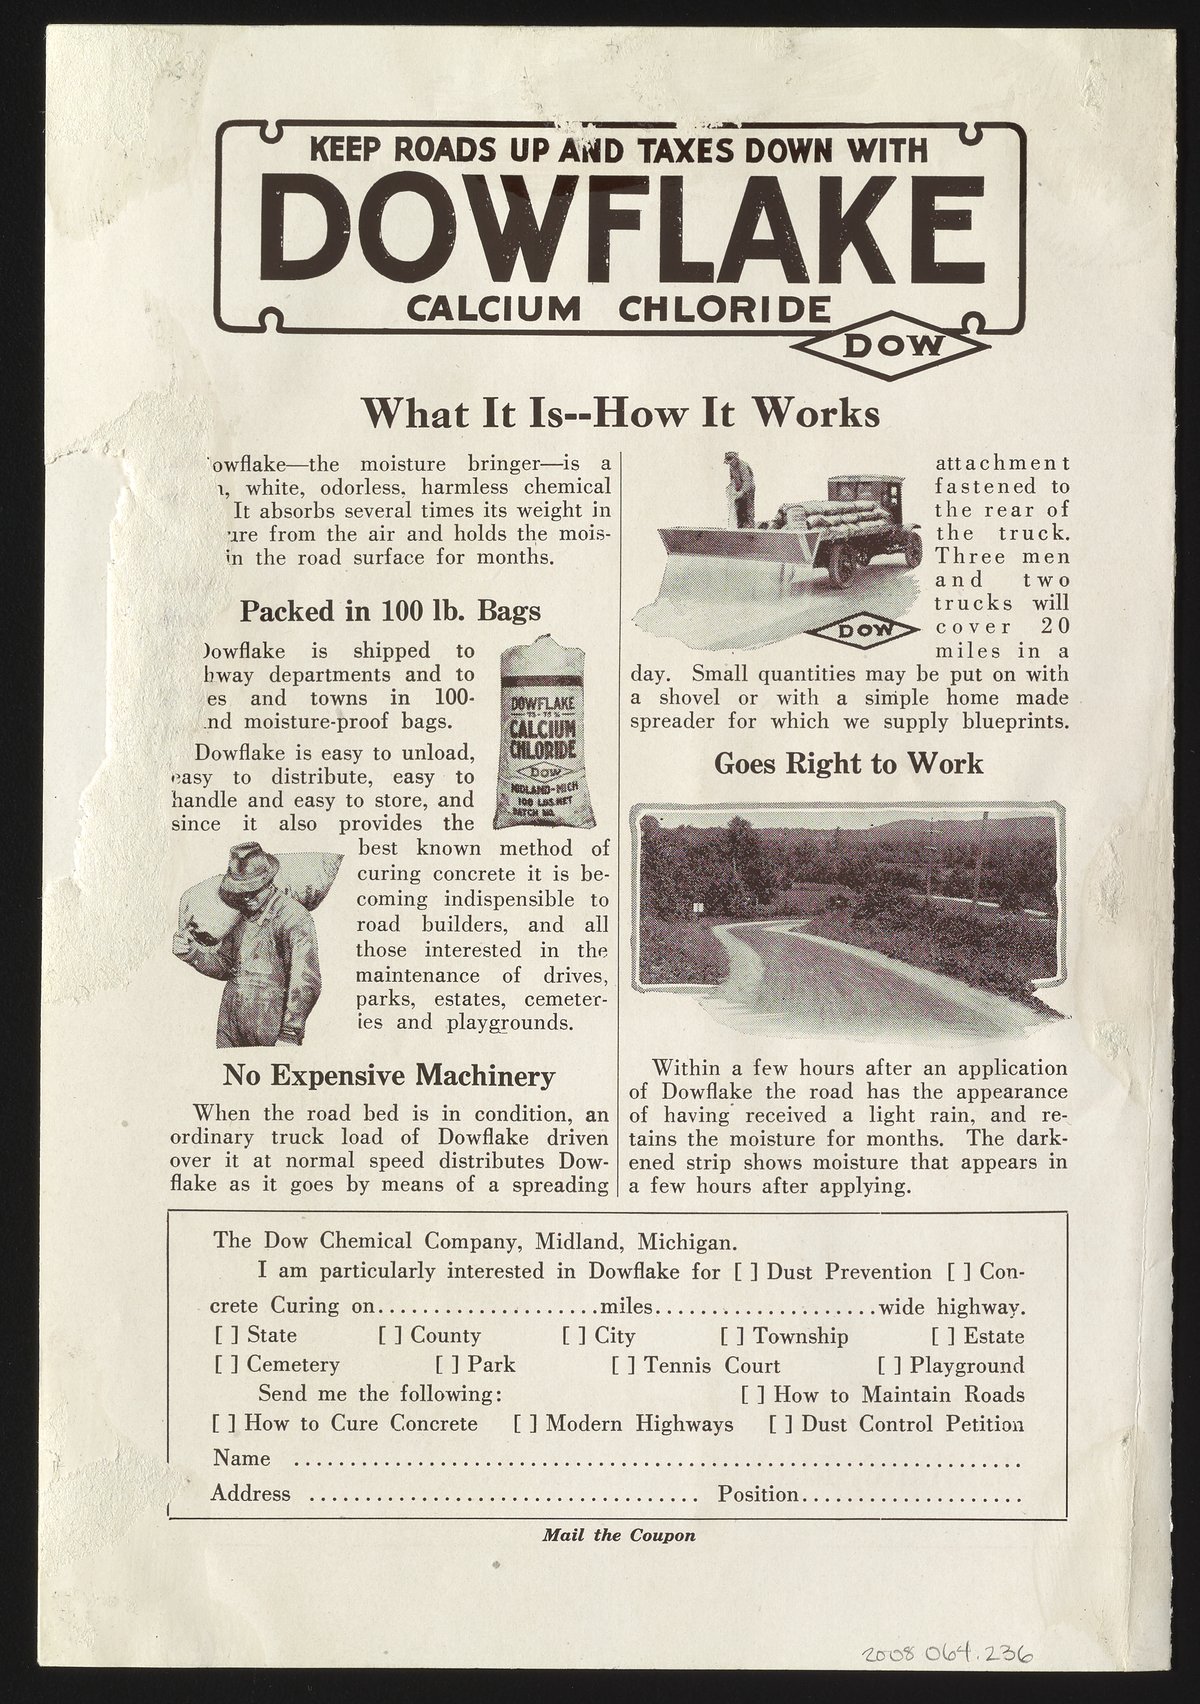 KEEP ROADS UP AND TAXES DOWN WITH
DOWFLAKE
CALCIUM CHLORIDE
DOW
What It Is--How It Works
owflake—the moisture bringer—is a
, white, odorless, harmless chemical
It absorbs several times its weight in
ure from the air and holds the mois-
in the road surface for months.
Packed in 100 lb. Bags
owflake is shipped to
hway departments and to
es and towns in 100-
nd moisture-proof bags.
Dowflake is easy to unload,
easy to distribute, easy to
handle and easy to store, and
since it also provides the
best known method of
curing concrete it is be-
coming indispensible to
road builders, and all
those interested in the
maintenance of drives,
parks, estates, cemeter-
ies and playgrounds.
DOWFLAKE
CALCIUM
CHLORIDE
DOW
MIDLAND-MICH
100 LBS. NET
BATCH NO.
No Expensive Machinery
When the road bed is in condition, an
ordinary truck load of Dowflake driven
over it at normal speed distributes Dow-
flake as it goes by means of a spreading
attachment
fastened to
the rear of
the truck.
Three men
and two
trucks will
cover 20
miles in a
DOW
day. Small quantities may be put on with
a shovel or with a simple home made
spreader for which we supply blueprints.
Goes Right to Work
Within a few hours after an application
of Dowflake the road has the appearance
of having received a light rain, and re-
tains the moisture for months. The dark-
ened strip shows moisture that appears in
a few hours after applying.
The Dow Chemical Company, Midland, Michigan.
I am particularly interested in Dowflake for [ ] Dust Prevention [ ] Con-
crete Curing on....................miles....................wide highway.
[ ] State [ ] County [ ] City [ ] Township [ ] Estate
[ ] Cemetery [ ] Park [ ] Tennis Court [ ] Playground
Send me the following: [ ] How to Maintain Roads
[ ] How to Cure Concrete [ ] Modern Highways [ ] Dust Control Petition
Name ..................................................................
Address ................................... Position....................
Mail the Coupon
2008 064.236